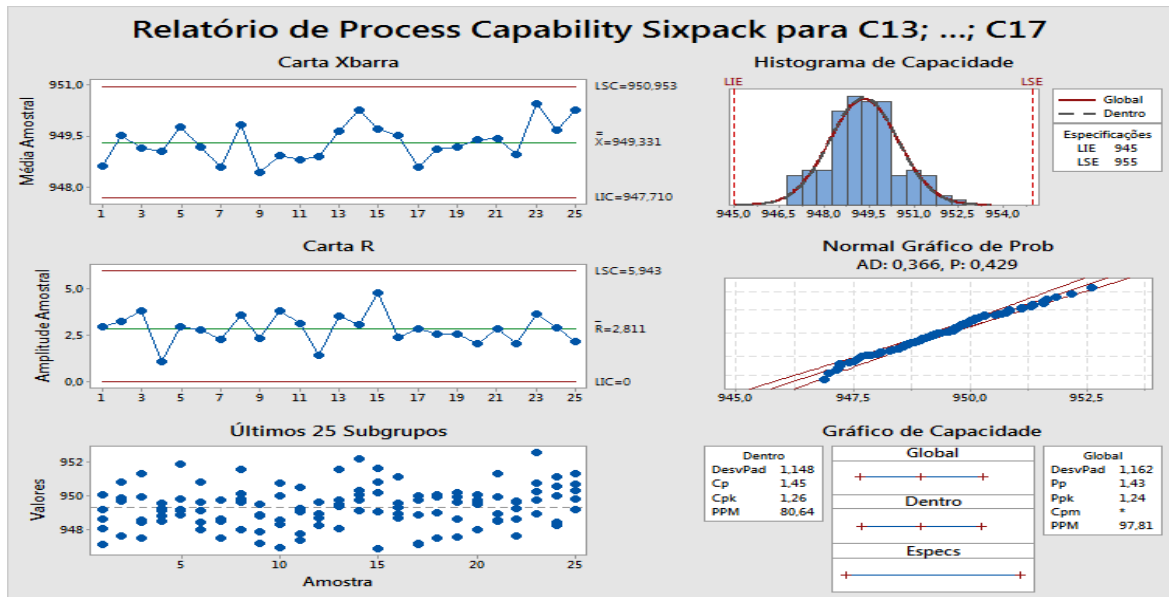 Relatório de Process Capability Sixpack para C13; ...; C17
Carta Xbarra
Média Amostral
951,0
949,5
948,0
LSC=950,953
X=949,331
LIC=947,710
1 3 5 7 9 11 13 15 17 19 21 23 25
Histograma de Capacidade
LIE LSE
945,0 946,5 948,0 949,5 951,0 952,5 954,0
Global
Dentro
Especificações
LIE 945
LSE 955
Carta R
Amplitude Amostral
5,0
2,5
0,0
LSC=5,943
R=2,811
LIC=0
1 3 5 7 9 11 13 15 17 19 21 23 25
Normal Gráfico de Prob
AD: 0,366, P: 0,429
945,0 947,5 950,0 952,5
Últimos 25 Subgrupos
Valores
952
950
948
5 10 15 20 25
Amostra
Gráfico de Capacidade
Dentro
DesvPad 1,148
Cp 1,45
Cpk 1,26
PPM 80,64
Global
Dentro
Especs
Global
DesvPad 1,162
Pp 1,43
Ppk 1,24
Cpm *
PPM 97,81